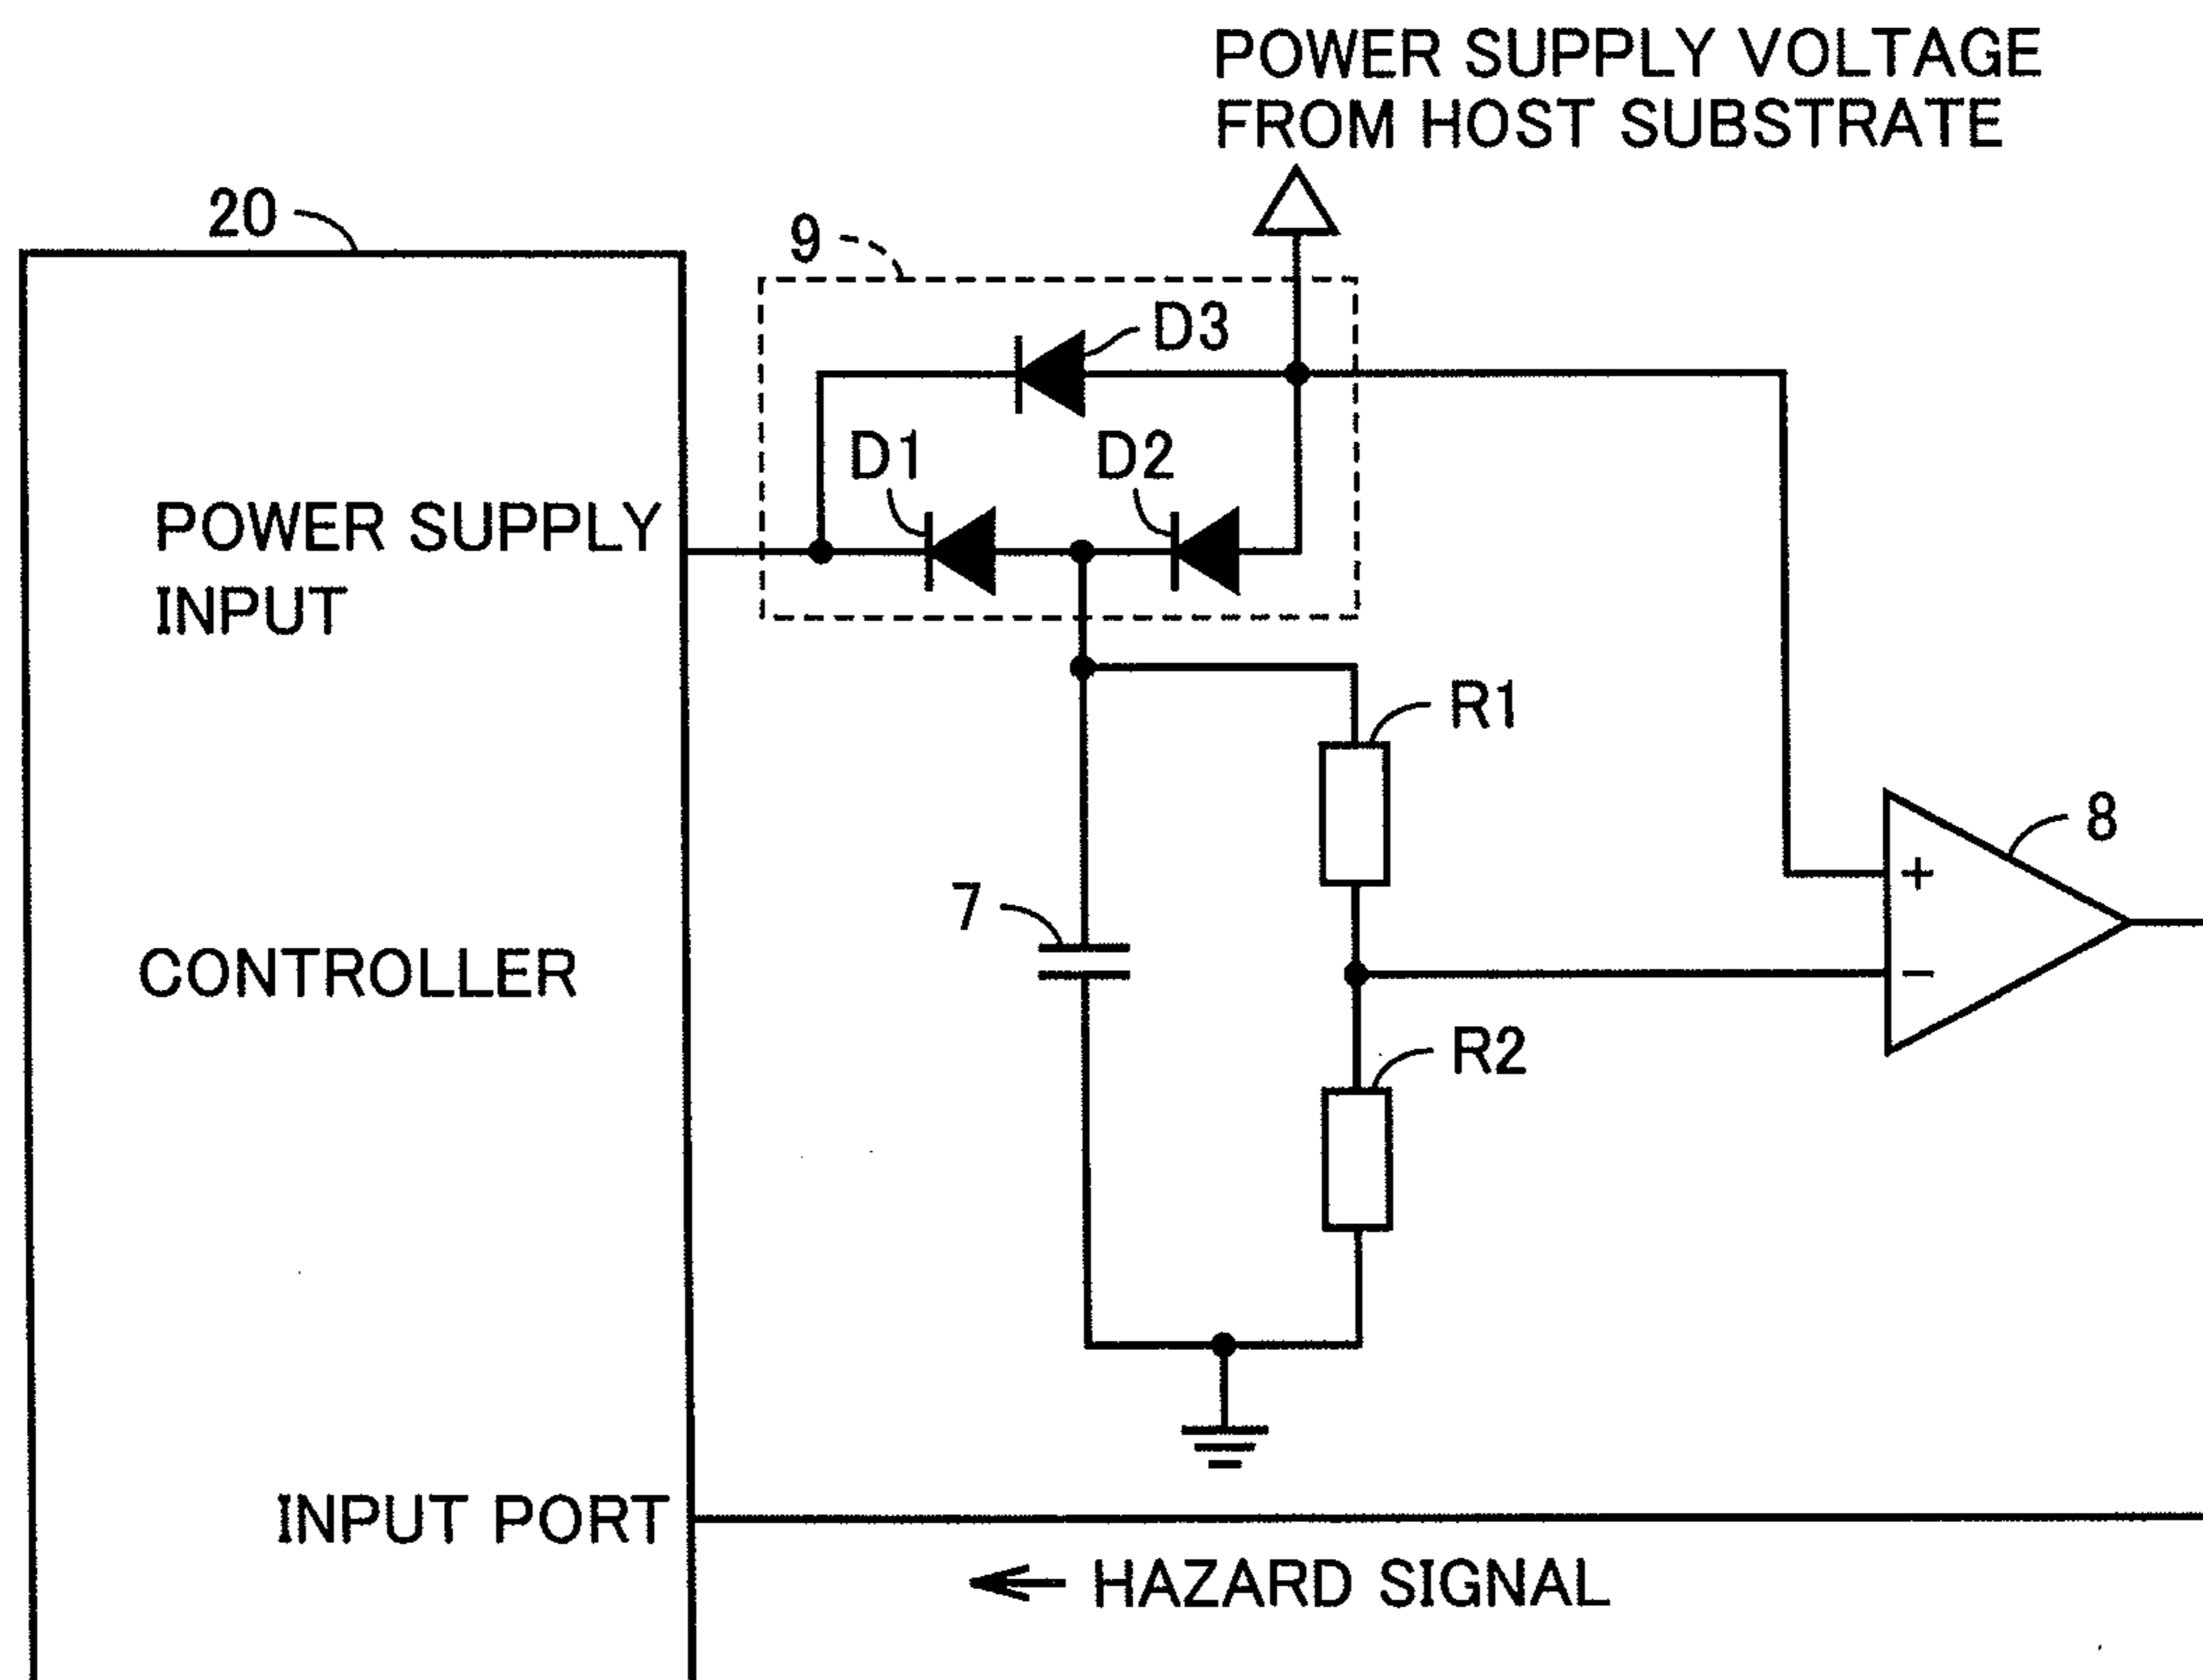 POWER SUPPLY VOLTAGE
FROM HOST SUBSTRATE
20
9
D3
D1
D2
POWER SUPPLY
INPUT
R1
8
+
7
CONTROLLER
−
R2
INPUT PORT
← HAZARD SIGNAL